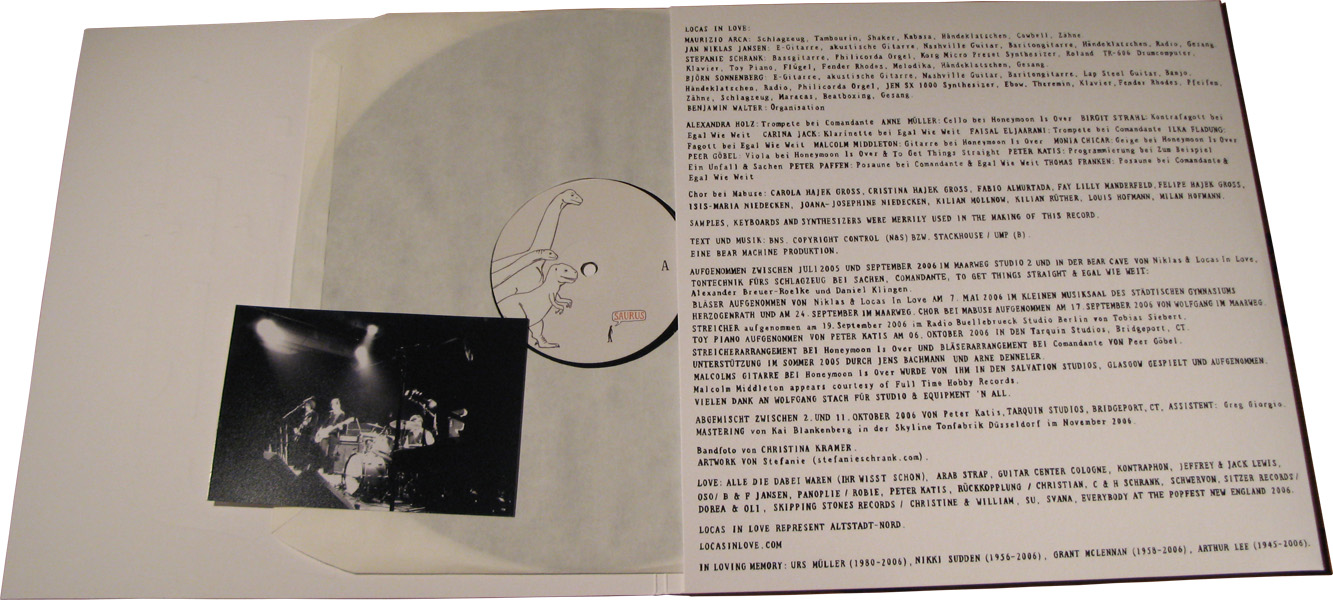 A
SAURUS
LOCAS IN LOVE:
MAURIZIO ARCA: Schlagzeug, Tambourin, Shaker, Kabasa, Händeklatschen, Cowbell, Zähne
JAN NIKLAS JANSEN: E-Gitarre, akustische Gitarre, Nashville Guitar, Baritongitarre, Händeklatschen, Radio, Gesang
STEFANIE SCHRANK: Bassgitarre, Philicorda Orgel, Korg Micro Preset Synthesizer, Roland TR-606 Drumcomputer,
Klavier, Toy Piano, Flügel, Fender Rhodes, Melodika, Händeklatschen, Gesang.
BJÖRN SONNENBERG: E-Gitarre, akustische Gitarre, Nashville Guitar, Baritongitarre, Lap Steel Guitar, Banjo,
Händeklatschen, Radio, Philicorda Orgel, JEN SX 1000 Synthesizer, Ebow, Theremin, Klavier, Fender Rhodes, Pfeifen,
Zähne, Schlagzeug, Maracas, Beatboxing, Gesang.
BENJAMIN WALTER: Organisation
ALEXANDRA HOLZ: Trompete bei Comandante ANNE MÜLLER: Cello bei Honeymoon Is Over BIRGIT STRAHL: Kontrafagott bei
Egal Wie Weit CARINA JACK: Klarinette bei Egal Wie Weit FAISAL ELJAARANI: Trompete bei Comandante ILKA FLADUNG:
Fagott bei Egal Wie Weit MALCOLM MIDDLETON: Gitarre bei Honeymoon Is Over MONIA CHICAR: Geige bei Honeymoon Is Over
PEER GÖBEL: Viola bei Honeymoon Is Over & To Get Things Straight PETER KATIS: Programmierung bei Zum Beispiel
Ein Unfall & Sachen PETER PAFFEN: Posaune bei Comandante & Egal Wie Weit THOMAS FRANKEN: Posaune bei Comandante &
Egal Wie Weit
Chor bei Mabuze: CAROLA HAJEK GROSS, CRISTINA HAJEK GROSS, FABIO ALMURTADA, FAY LILLY MANDERFELD, FELIPE HAJEK GROSS,
ISIS-MARIA NIEDECKEN, JOANA-JOSEPHINE NIEDECKEN, KILIAN MOLLNOW, KILIAN RÜTHER, LOUIS HOFMANN, MILAN HOFMANN.
SAMPLES, KEYBOARDS AND SYNTHESIZERS WERE MERRILY USED IN THE MAKING OF THIS RECORD.
TEXT UND MUSIK: BNS, COPYRIGHT CONTROL (N&S) BZW. STACKHOUSE / UMP (B).
EINE BEAR MACHINE PRODUKTION.
AUFGENOMMEN ZWISCHEN JULI 2005 UND SEPTEMBER 2006 IM MAARWEG STUDIO 2 UND IN DER BEAR CAVE VON Niklas & Locas In Love,
TONTECHNIK FÜRS SCHLAGZEUG BEI SACHEN, COMANDANTE, TO GET THINGS STRAIGHT & EGAL WIE WEIT:
Alexander Breuer-Roelke und Daniel Klingen.
BLÄSER AUFGENOMMEN VON Niklas & Locas In Love AM 7. MAI 2006 IM KLEINEN MUSIKSAAL DES STÄDTISCHEN GYMNASIUMS
HERZOGENRATH UND AM 24. SEPTEMBER IM MAARWEG. CHOR BEI MABUSE AUFGENOMMEN AM 17. SEPTEMBER 2006 VON WOLFGANG IM MAARWEG.
STREICHER aufgenommen am 19. September 2006 im Radio Buellebrueck Studio Berlin von Tobias Siebert.
TOY PIANO AUFGENOMMEN VON PETER KATIS AM 06. OKTOBER 2006 IN DEN Tarquin Studios, Bridgeport, CT.
STREICHERARRANGEMENT BEI Honeymoon Is Over UND BLÄSERARRANGEMENT BEI Comandante VON Peer Göbel.
UNTERSTÜTZUNG IM SOMMER 2005 DURCH JENS BACHMANN UND ARNE DENNELER.
MALCOLMS GITARRE BEI Honeymoon Is Over WURDE VON IHM IN DEN SALVATION STUDIOS, GLASGOW GESPIELT UND AUFGENOMMEN.
Malcolm Middleton appears courtesy of Full Time Hobby Records.
VIELEN DANK AN WOLFGANG STACH FÜR STUDIO & EQUIPMENT 'N ALL.
ABGEMISCHT ZWISCHEN 2. UND 11. OKTOBER 2006 VON Peter Katis, TARQUIN STUDIOS, BRIDGEPORT, CT, ASSISTENT: Greg Giorgio.
MASTERING von Kai Blankenberg in der Skyline Tonfabrik Düsseldorf im November 2006.
Bandfoto von CHRISTINA KRAMER.
ARTWORK VON Stefanie (stefanieschrank.com).
LOVE: ALLE DIE DABEI WAREN (IHR WISST SCHON), ARAB STRAP, GUITAR CENTER COLOGNE, KONTRAPHON, JEFFREY & JACK LEWIS,
OSO/ B & F JANSEN, PANOPLIE / ROBIE, PETER KATIS, RÜCKKOPPLUNG / CHRISTIAN, C & H SCHRANK, SCHWERVON, SITZER RECORDS/
DOREA & OLI, SKIPPING STONES RECORDS / CHRISTINE & WILLIAM, SU, SVANA, EVERYBODY AT THE POPFEST NEW ENGLAND 2006.
LOCAS IN LOVE REPRESENT ALTSTADT-NORD.
LOCASINLOVE.COM
IN LOVING MEMORY: URS MÜLLER (1980-2006), NIKKI SUDDEN (1956-2006), GRANT MCLENNAN (1958-2006), ARTHUR LEE (1945-2006).